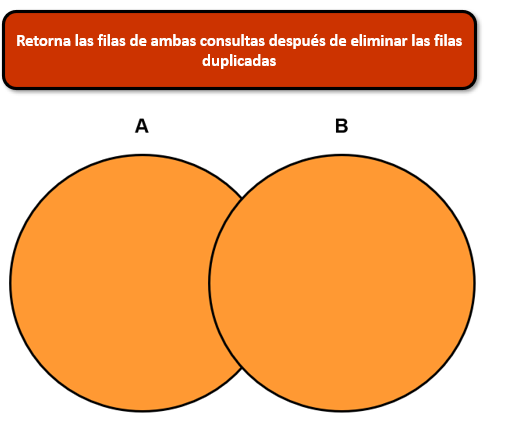 Retorna las filas de ambas consultas después de eliminar las filas
duplicadas
A
B